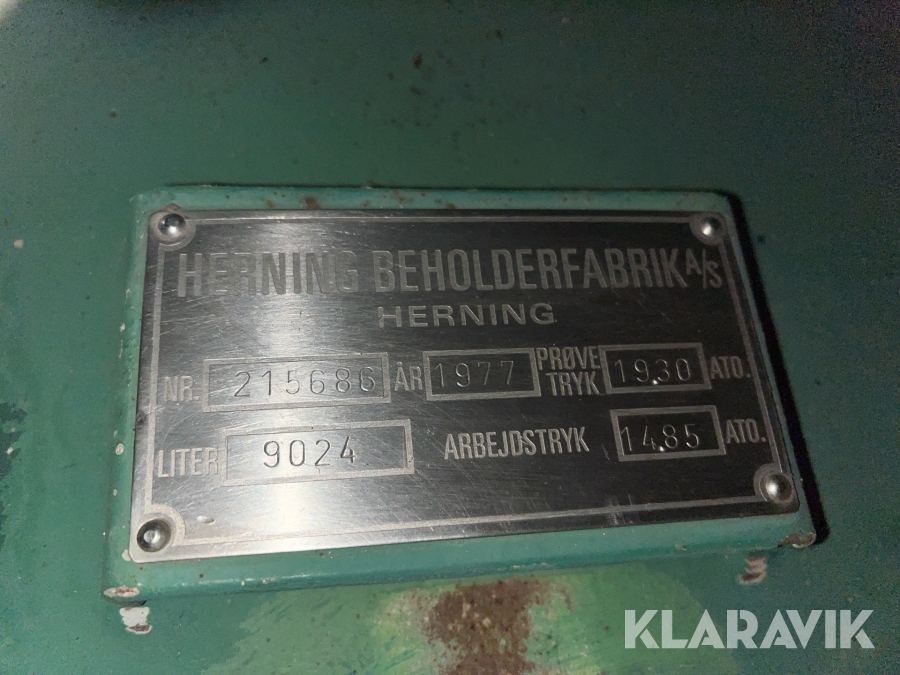 HERNING BEHOLDERFABRIK A/S
HERNING
NR. 215686 ÅR 1977 PRØVE TRYK 19.30 ATO.
LITER 9024 ARBEJDSTRYK 14.85 ATO.
KLARAVIK